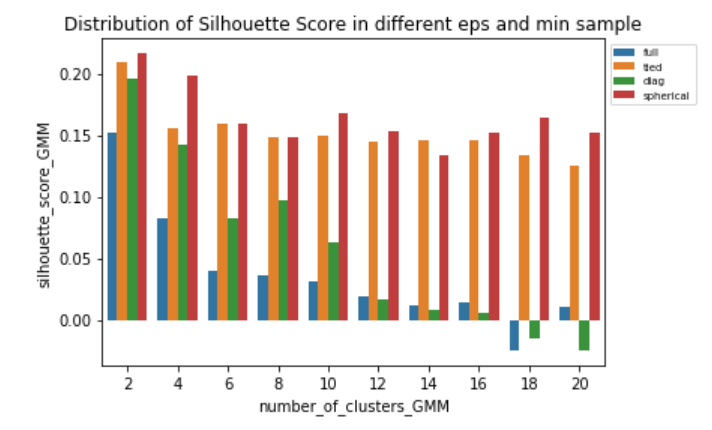 Distribution of Silhouette Score in different eps and min sample
full
tied
diag
spherical
silhouette_score_GMM
0.20
0.15
0.10
0.05
0.00
2 4 6 8 10 12 14 16 18 20
number_of_clusters_GMM